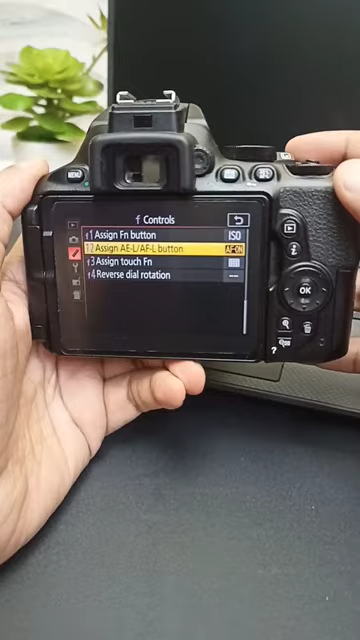 MENU
f Controls
f1 Assign Fn button ISO
f2 Assign AE-L/AF-L button AF-ON
f3 Assign touch Fn
f4 Reverse dial rotation ---
i
OK
?